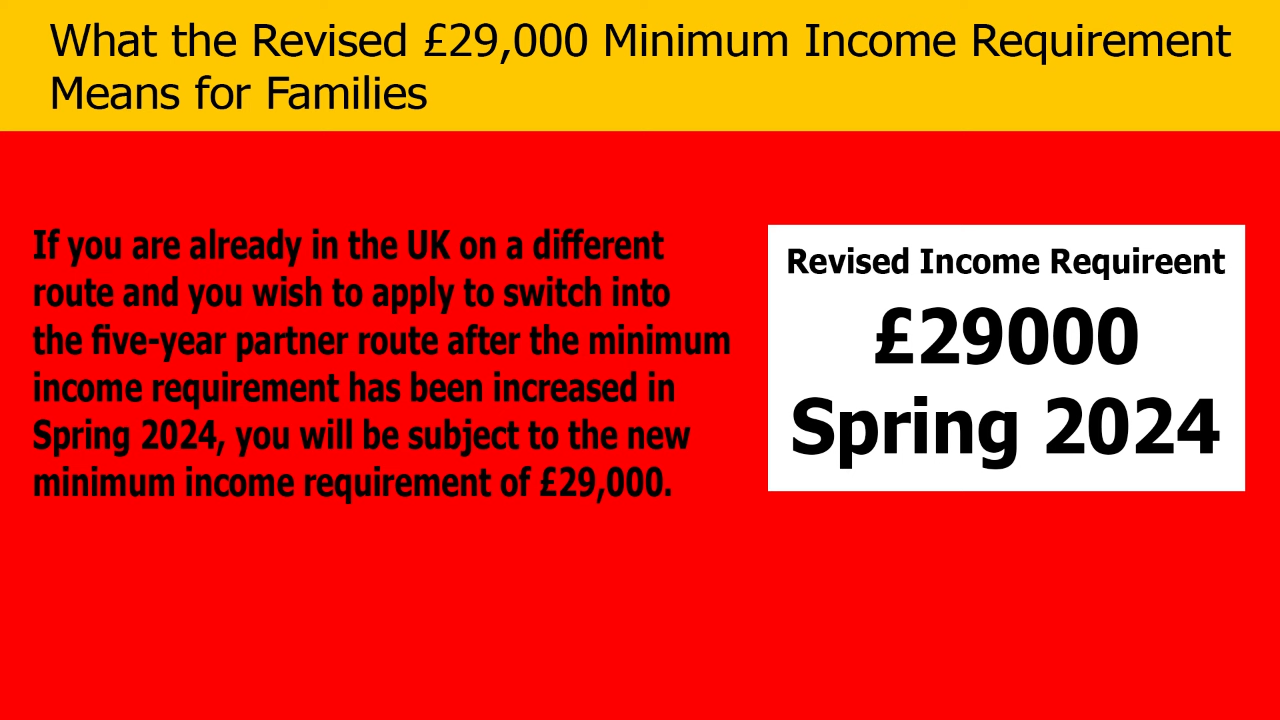 What the Revised £29,000 Minimum Income Requirement
Means for Families
If you are already in the UK on a different
route and you wish to apply to switch into
the five-year partner route after the minimum
income requirement has been increased in
Spring 2024, you will be subject to the new
minimum income requirement of £29,000.
Revised Income Requireent
£29000
Spring 2024